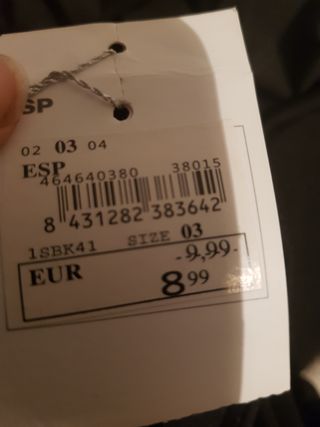 SP
02 03 04
ESP
464640380 38015
8 431282 383642
1SBK41 SIZE 03
EUR -9,99-
8 99